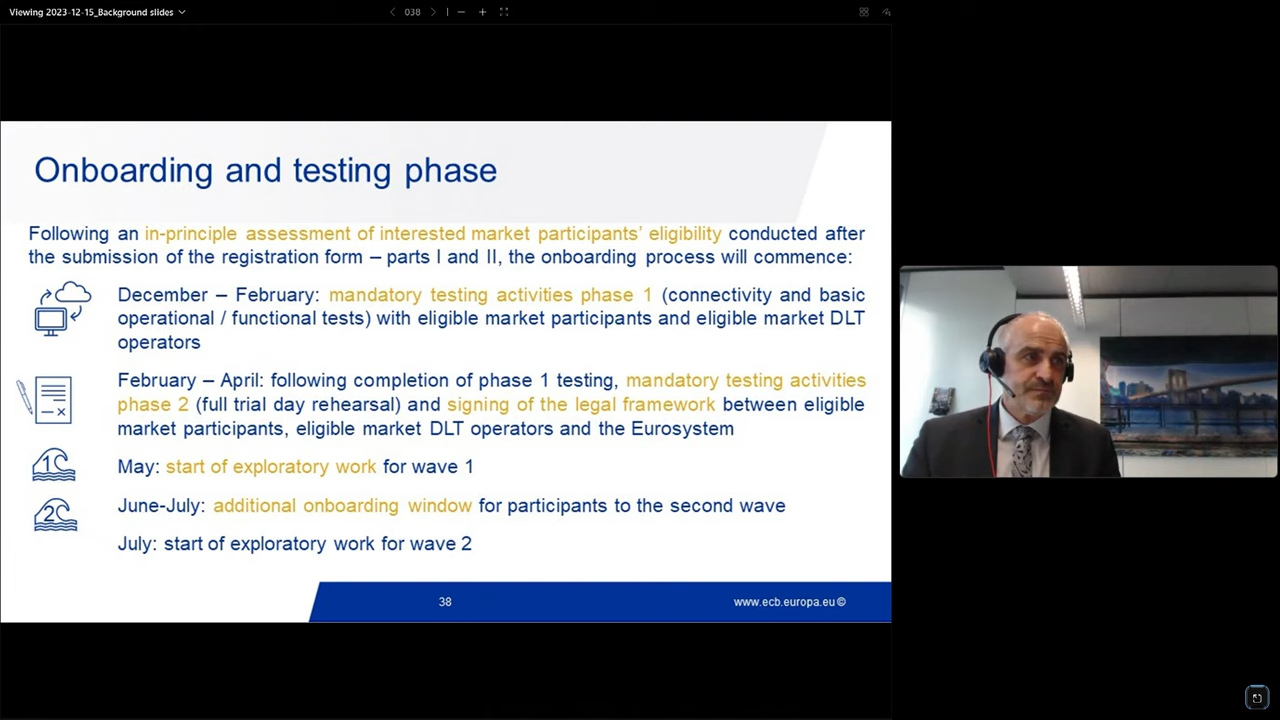 Viewing 2023-12-15_Background slides
038
Onboarding and testing phase
Following an in-principle assessment of interested market participants’ eligibility conducted after
the submission of the registration form – parts I and II, the onboarding process will commence:
December – February: mandatory testing activities phase 1 (connectivity and basic
operational / functional tests) with eligible market participants and eligible market DLT
operators
February – April: following completion of phase 1 testing, mandatory testing activities
phase 2 (full trial day rehearsal) and signing of the legal framework between eligible
market participants, eligible market DLT operators and the Eurosystem
1
May: start of exploratory work for wave 1
2
June-July: additional onboarding window for participants to the second wave
July: start of exploratory work for wave 2
38
www.ecb.europa.eu©